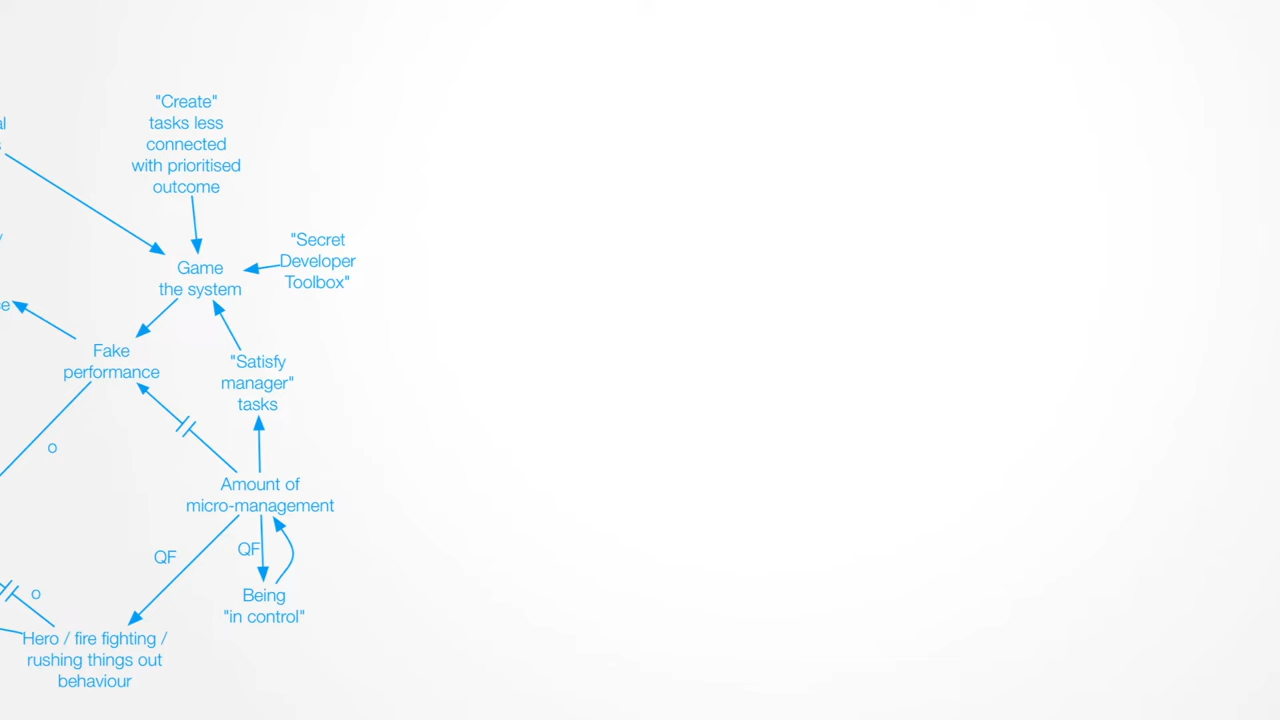 "Create"
tasks less
connected
with prioritised
outcome
"Secret
Developer
Toolbox"
Game
the system
Fake
performance
"Satisfy
manager"
tasks
o
Amount of
micro-management
QF
QF
Being
"in control"
o
Hero / fire fighting /
rushing things out
behaviour